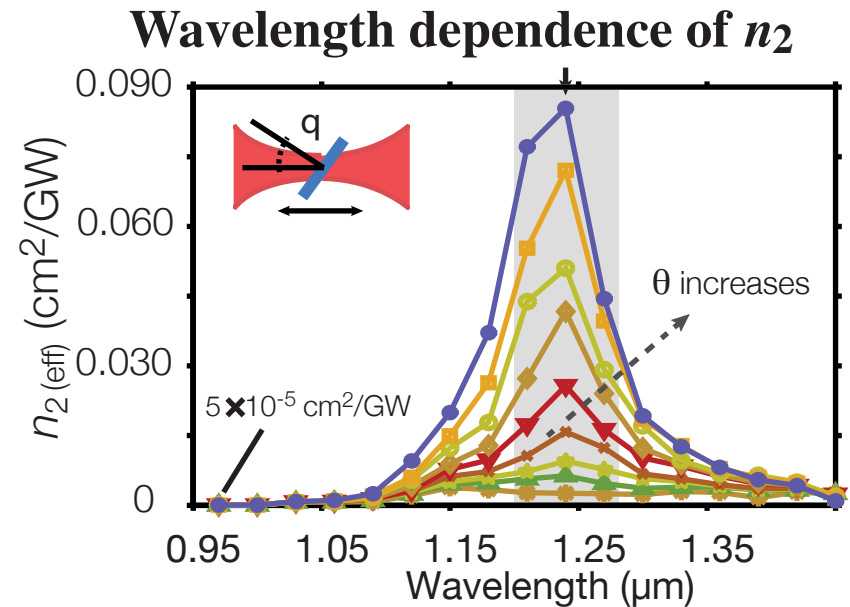 Wavelength dependence of n2
0.090
0.060
0.030
0
n2 (eff) (cm2/GW)
q
θ increases
5×10-5 cm2/GW
0.95 1.05 1.15 1.25 1.35
Wavelength (μm)